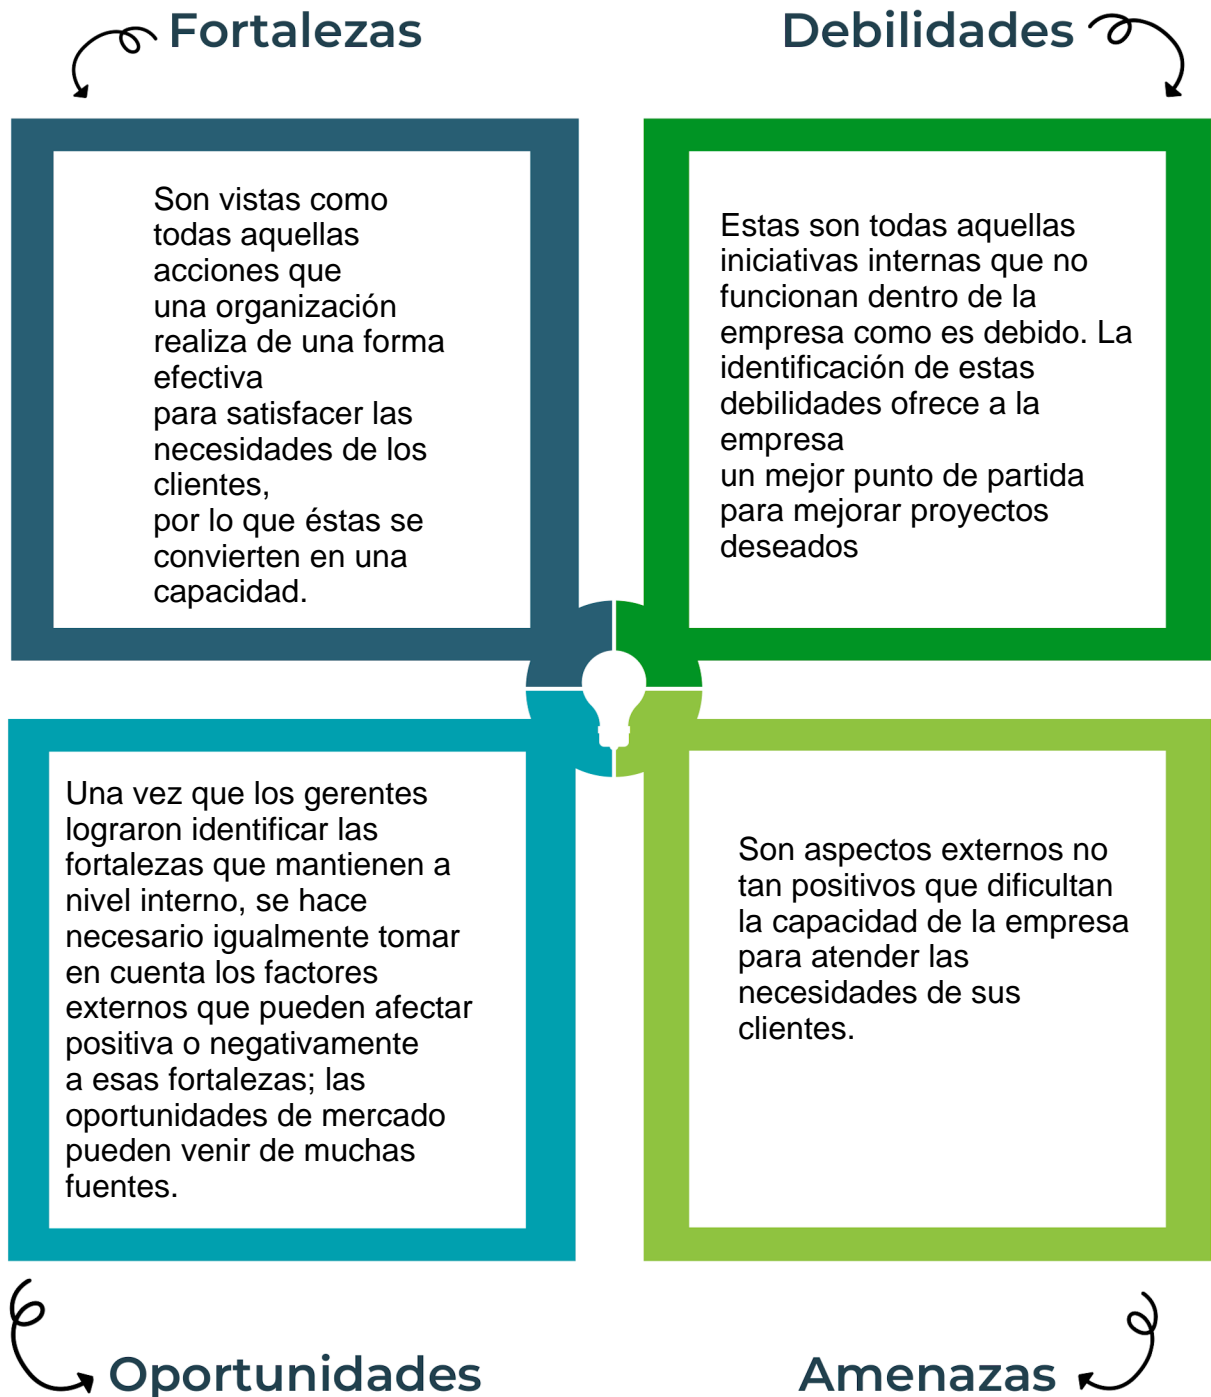 Fortalezas
Son vistas como
todas aquellas
acciones que
una organización
realiza de una forma
efectiva
para satisfacer las
necesidades de los
clientes,
por lo que éstas se
convierten en una
capacidad.
Debilidades
Estas son todas aquellas
iniciativas internas que no
funcionan dentro de la
empresa como es debido. La
identificación de estas
debilidades ofrece a la
empresa
un mejor punto de partida
para mejorar proyectos
deseados
Una vez que los gerentes
lograron identificar las
fortalezas que mantienen a
nivel interno, se hace
necesario igualmente tomar
en cuenta los factores
externos que pueden afectar
positiva o negativamente
a esas fortalezas; las
oportunidades de mercado
pueden venir de muchas
fuentes.
Oportunidades
Son aspectos externos no
tan positivos que dificultan
la capacidad de la empresa
para atender las
necesidades de sus
clientes.
Amenazas